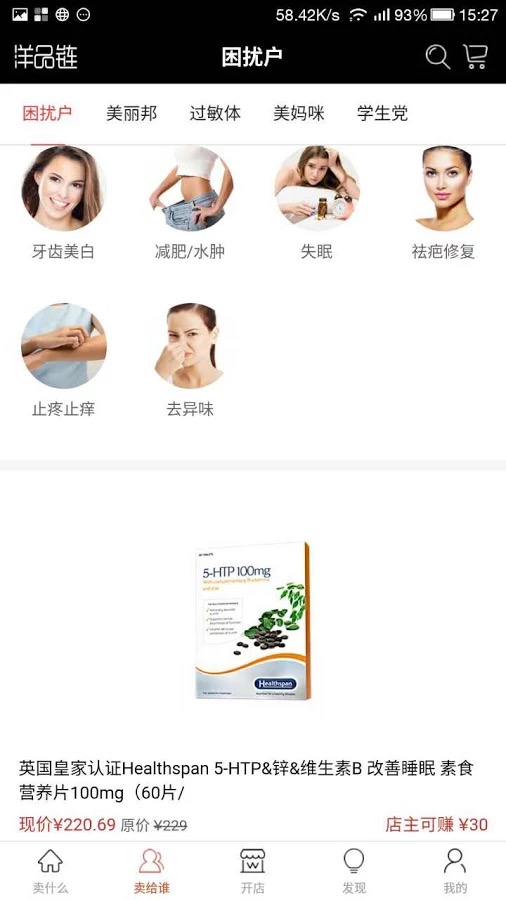 58.42K/s 93% 15:27
洋品链 困扰户
困扰户 美丽邦 过敏体 美妈咪 学生党
牙齿美白 减肥/水肿 失眠 祛疤修复
止疼止痒 去异味
5-HTP 100mg
Healthspan
英国皇家认证Healthspan 5-HTP&锌&维生素B 改善睡眠 素食
营养片100mg（60片/
现价¥220.69 原价 ¥229 店主可赚 ¥30
卖什么 卖给谁 开店 发现 我的